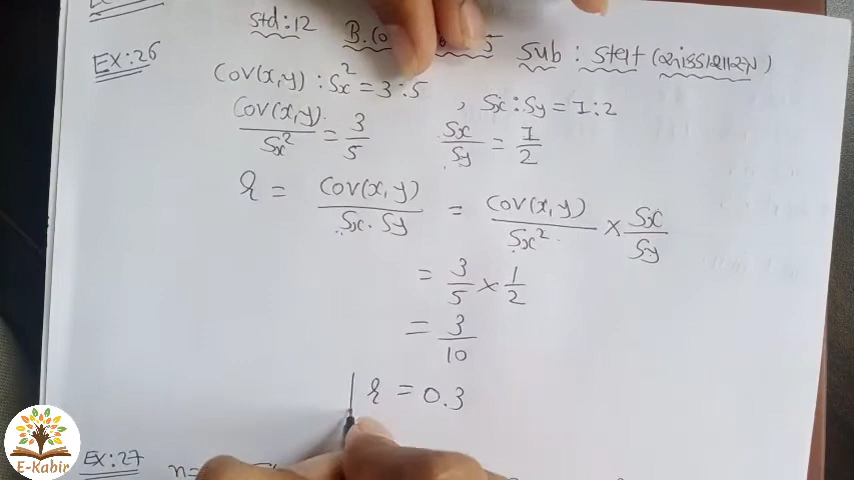 Std:12
Sub : Stat
Ex:26
Cov(x,y) : Sx² = 3:5 , Sx:Sy = 1:2
Cov(x,y)/Sx² = 3/5 Sx/Sy = 1/2
r = Cov(x,y)/Sx.Sy = Cov(x,y)/Sx² × Sx/Sy
= 3/5 × 1/2
= 3/10
r = 0.3
Ex:27 n=
E-Kabir